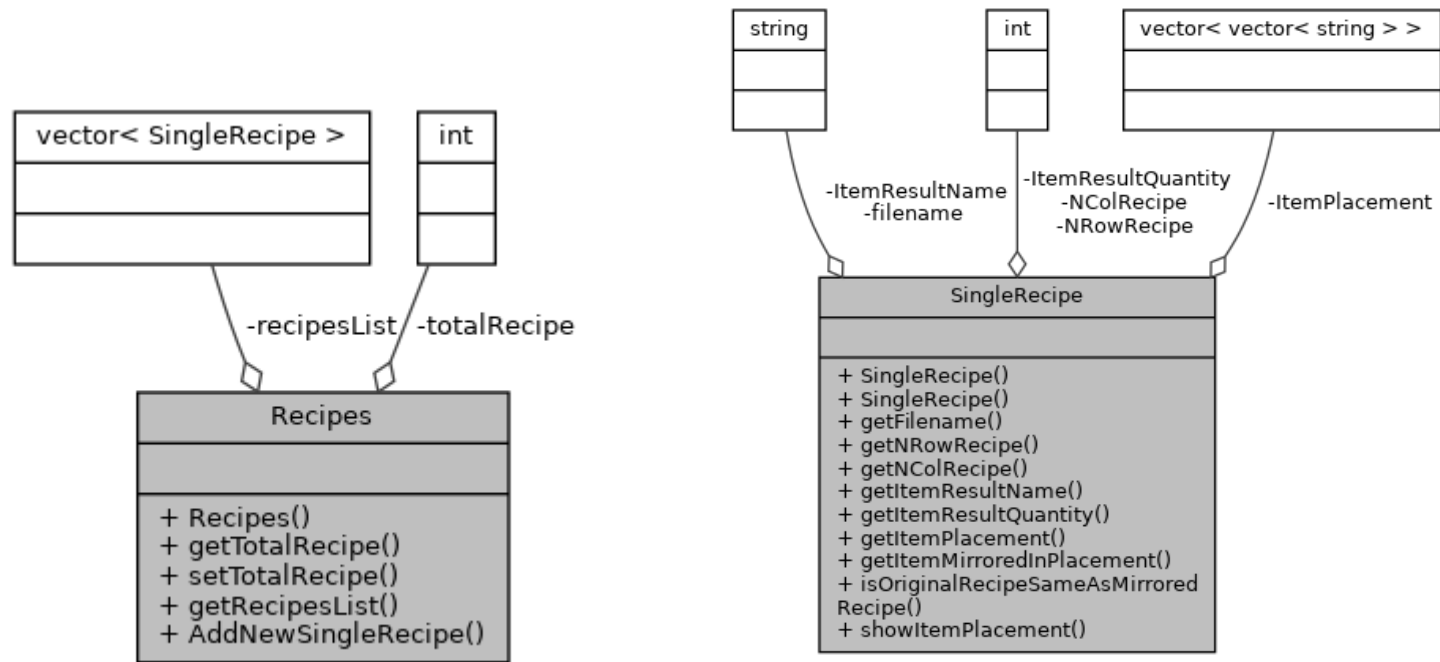 vector< SingleRecipe >
int
-recipesList
-totalRecipe
Recipes
+ Recipes()
+ getTotalRecipe()
+ setTotalRecipe()
+ getRecipesList()
+ AddNewSingleRecipe()
string
int
vector< vector< string > >
-ItemResultName
-filename
-ItemResultQuantity
-NColRecipe
-NRowRecipe
-ItemPlacement
SingleRecipe
+ SingleRecipe()
+ SingleRecipe()
+ getFilename()
+ getNRowRecipe()
+ getNColRecipe()
+ getItemResultName()
+ getItemResultQuantity()
+ getItemPlacement()
+ getItemMirroredInPlacement()
+ isOriginalRecipeSameAsMirrored
Recipe()
+ showItemPlacement()